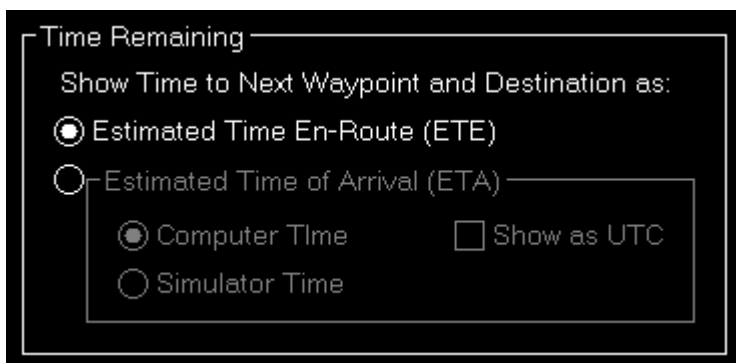 Time Remaining
Show Time to Next Waypoint and Destination as:
Estimated Time En-Route (ETE)
Estimated Time of Arrival (ETA)
Computer TIme
Show as UTC
Simulator Time